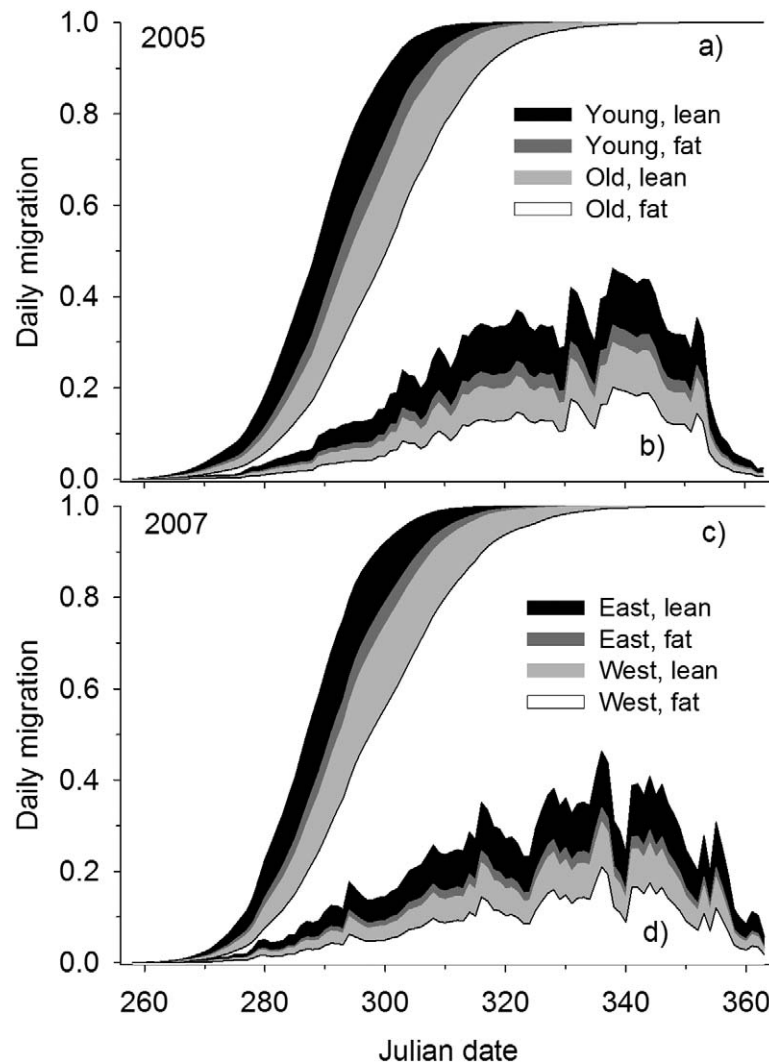 2005
a)
Young, lean
Young, fat
Old, lean
Old, fat
b)
Daily migration
1.0
0.8
0.6
0.4
0.2
0.0
2007
c)
East, lean
East, fat
West, lean
West, fat
d)
Daily migration
1.0
0.8
0.6
0.4
0.2
0.0
260 280 300 320 340 360
Julian date